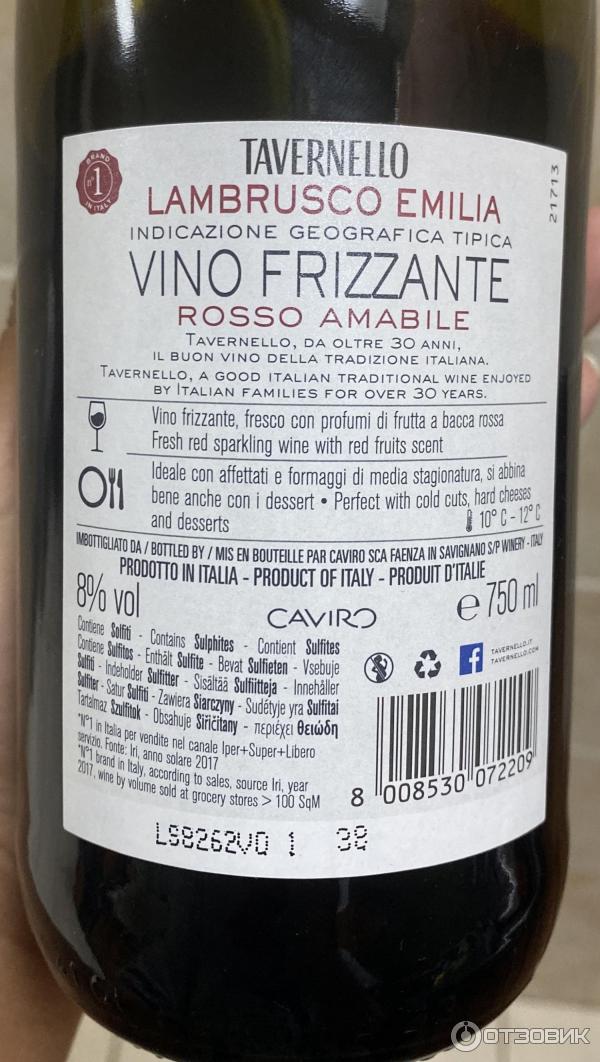 BRAND
n°1
IN ITALY
TAVERNELLO
LAMBRUSCO EMILIA
INDICAZIONE GEOGRAFICA TIPICA
VINO FRIZZANTE
ROSSO AMABILE
TAVERNELLO, DA OLTRE 30 ANNI,
IL BUON VINO DELLA TRADIZIONE ITALIANA.
TAVERNELLO, A GOOD ITALIAN TRADITIONAL WINE ENJOYED
BY ITALIAN FAMILIES FOR OVER 30 YEARS.
21713
Vino frizzante, fresco con profumi di frutta a bacca rossa
Fresh red sparkling wine with red fruits scent
Ideale con affettati e formaggi di media stagionatura, si abbina
bene anche con i dessert • Perfect with cold cuts, hard cheeses
and desserts
10° C - 12° C
IMBOTTIGLIATO DA / BOTTLED BY / MIS EN BOUTEILLE PAR CAVIRO SCA FAENZA IN SAVIGNANO S/P WINERY - ITALY
PRODOTTO IN ITALIA - PRODUCT OF ITALY - PRODUIT D'ITALIE
8% vol
CAVIRO
e 750 ml
Contiene Solfiti - Contains Sulphites - Contient Sulfites
Contiene Sulfitos - Enthält Sulfite - Bevat Sulfieten - Vsebuje
Sulfiti - Indeholder Sulfitter - Sisältää Sulfiitteja - Innehåller
Sulfiter - Satur Sulfīti - Zawiera Siarczyny - Sudėtyje yra Sulfitai
Tartalmaz Szulfitok - Obsahuje Siřičitany - περιέχει Θειώδη
*N°1 in Italia per vendite nel canale Iper+Super+Libero
servizio. Fonte: Iri, anno solare 2017
*N°1 brand in Italy, according to sales, source Iri, year
2017, wine by volume sold at grocery stores > 100 SqM
f
TAVERNELLO.IT
TAVERNELLO.COM
8 008530 072209
LS8262VQ 1 38
ОТЗОВИК